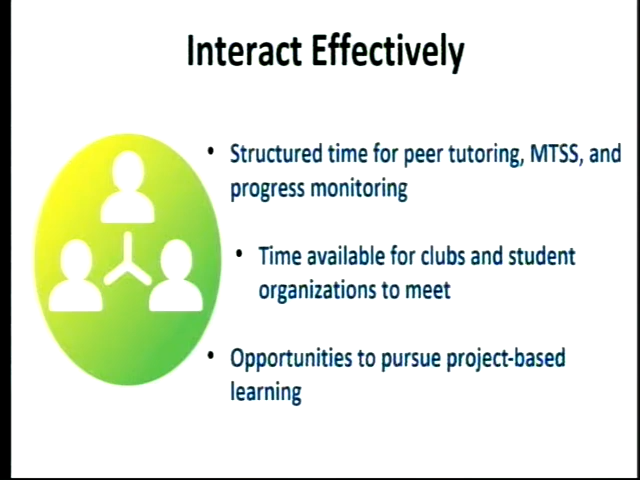 Interact Effectively
• Structured time for peer tutoring, MTSS, and
progress monitoring
• Time available for clubs and student
organizations to meet
• Opportunities to pursue project-based
learning